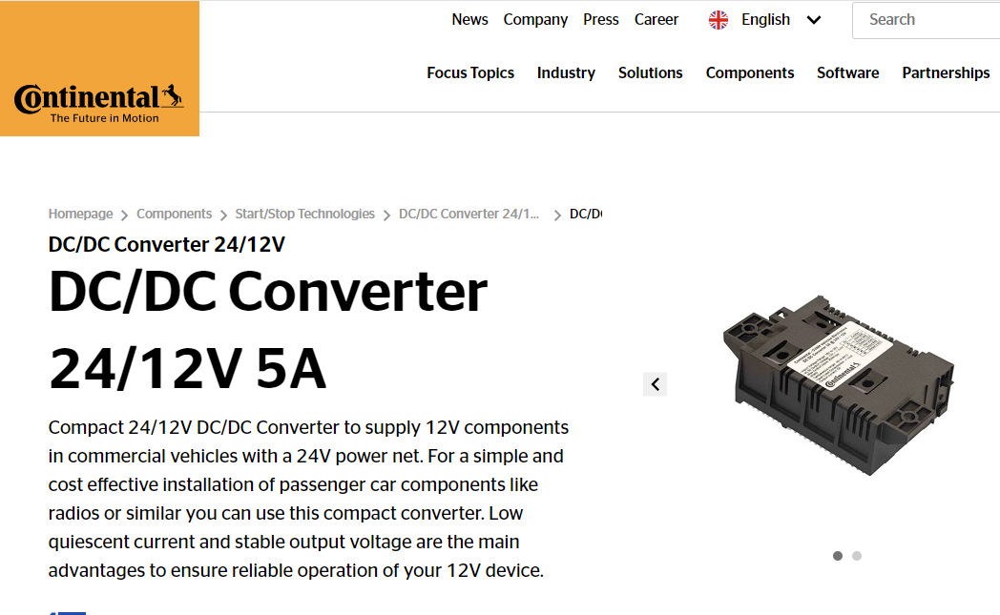 News Company Press Career English Search
Focus Topics Industry Solutions Components Software Partnerships
Continental
The Future in Motion
Homepage Components Start/Stop Technologies DC/DC Converter 24/1... DC/D
DC/DC Converter 24/12V
DC/DC Converter
24/12V 5A
Compact 24/12V DC/DC Converter to supply 12V components
in commercial vehicles with a 24V power net. For a simple and
cost effective installation of passenger car components like
radios or similar you can use this compact converter. Low
quiescent current and stable output voltage are the main
advantages to ensure reliable operation of your 12V device.
Continental